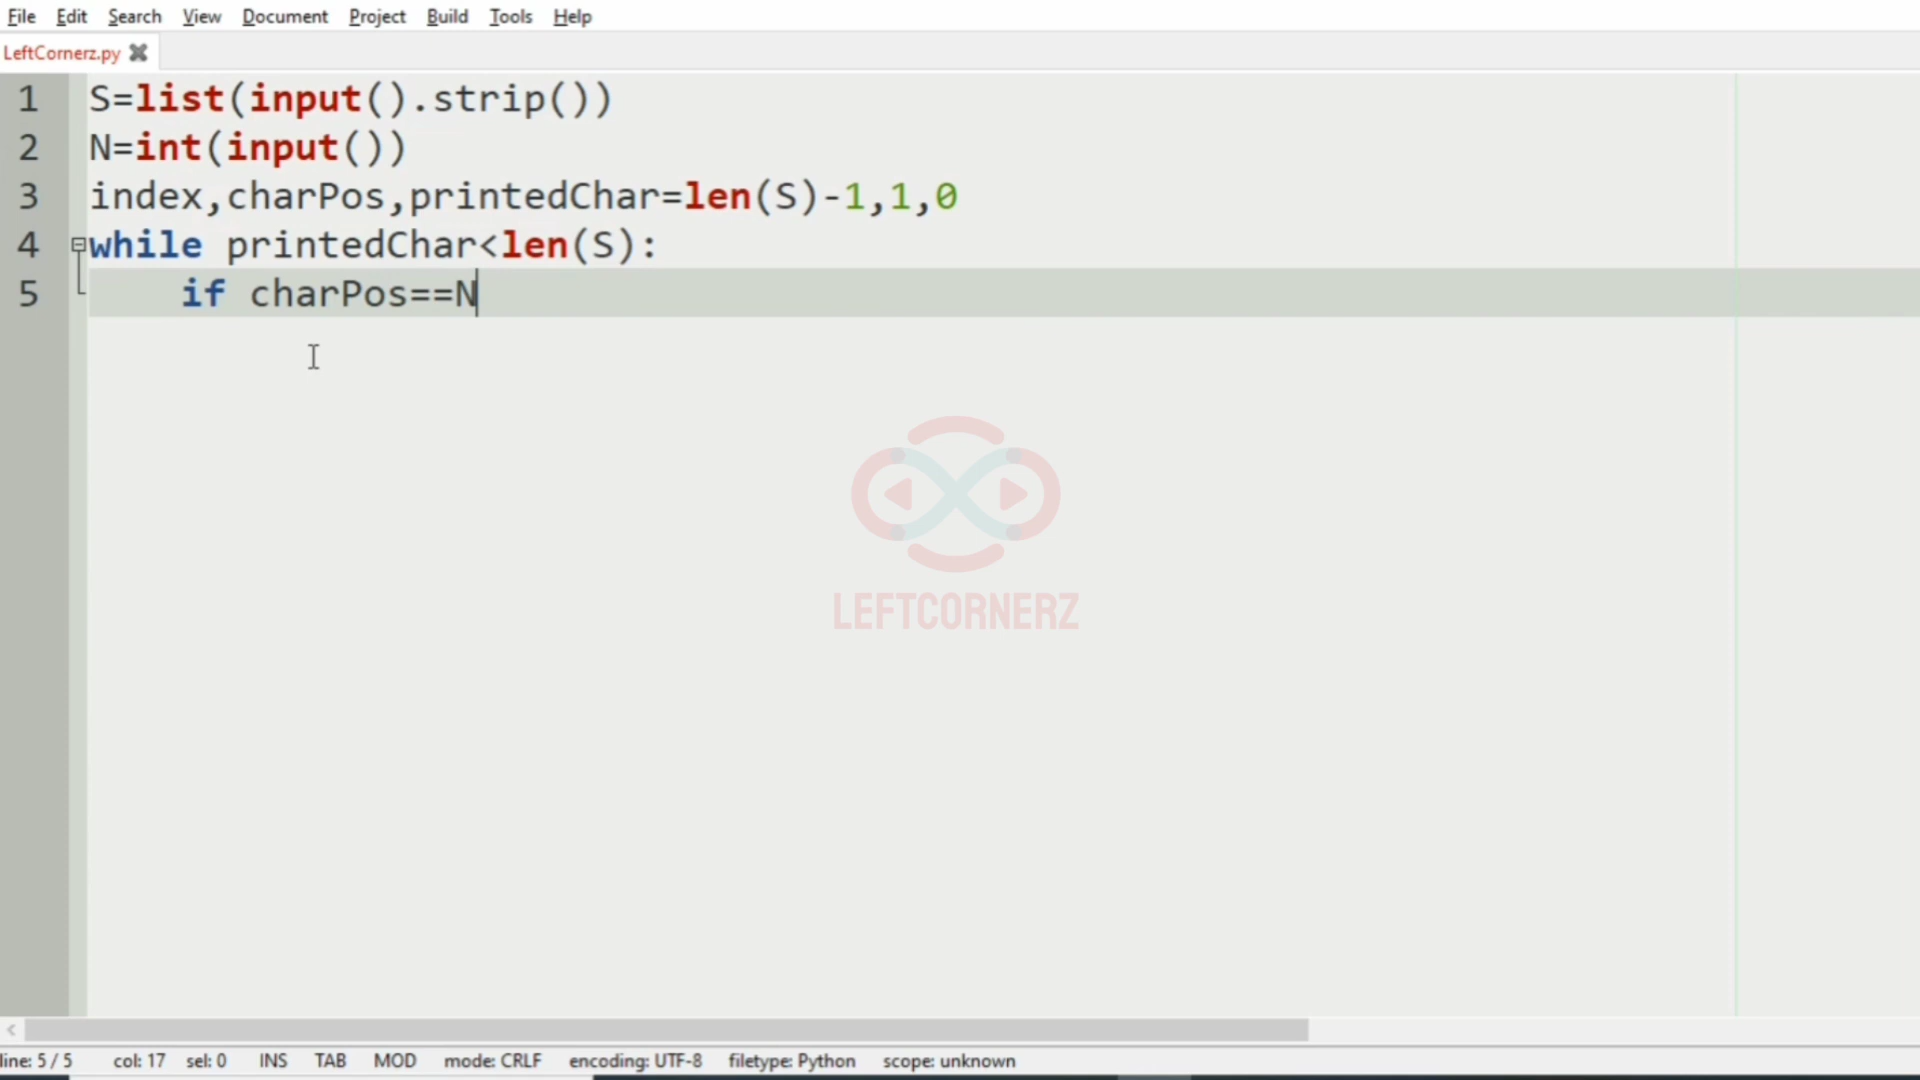 File Edit Search View Document Project Build Tools Help
LeftCornerz.py
1 S=list(input().strip())
2 N=int(input())
3 index,charPos,printedChar=len(S)-1,1,0
4 while printedChar<len(S):
5     if charPos==N
LEFTCORNERZ
line: 5 / 5 col: 17 sel: 0 INS TAB MOD mode: CRLF encoding: UTF-8 filetype: Python scope: unknown